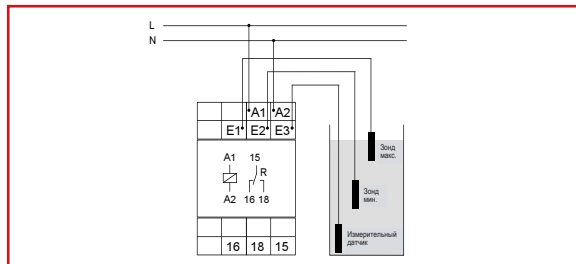 L
N
A1 A2
E1 E2 E3
A1 15
R
A2 16 18
16 18 15
Зонд
макс.
Зонд
мин.
Измерительный
датчик